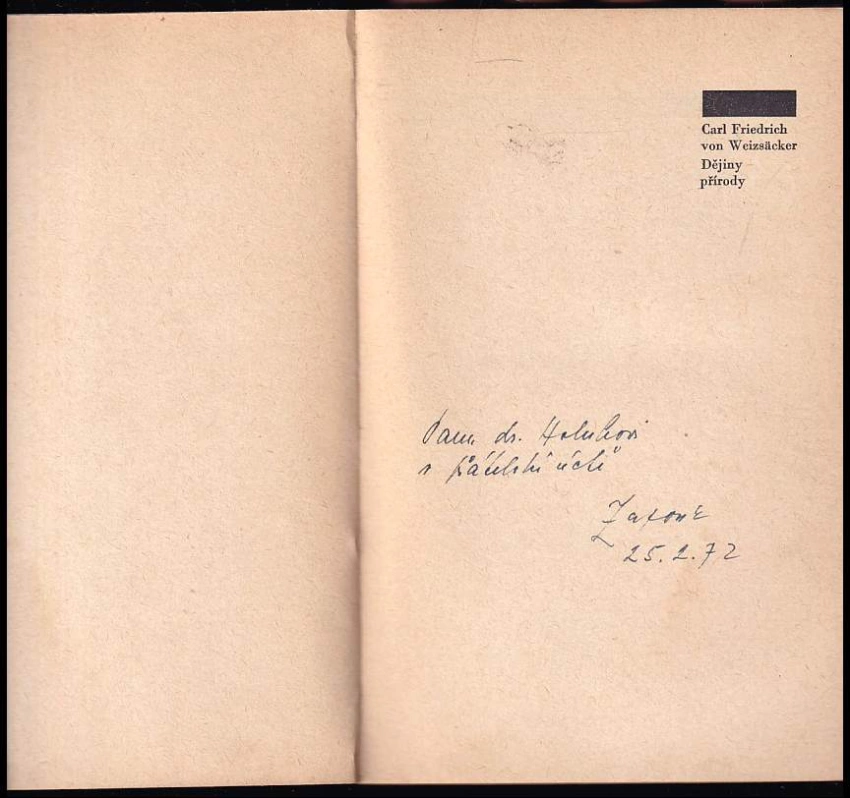 Carl Friedrich
von Weizsäcker
Dějiny
přírody
Panu dr. Holubovi
s přátelskou úctou
25.2.72